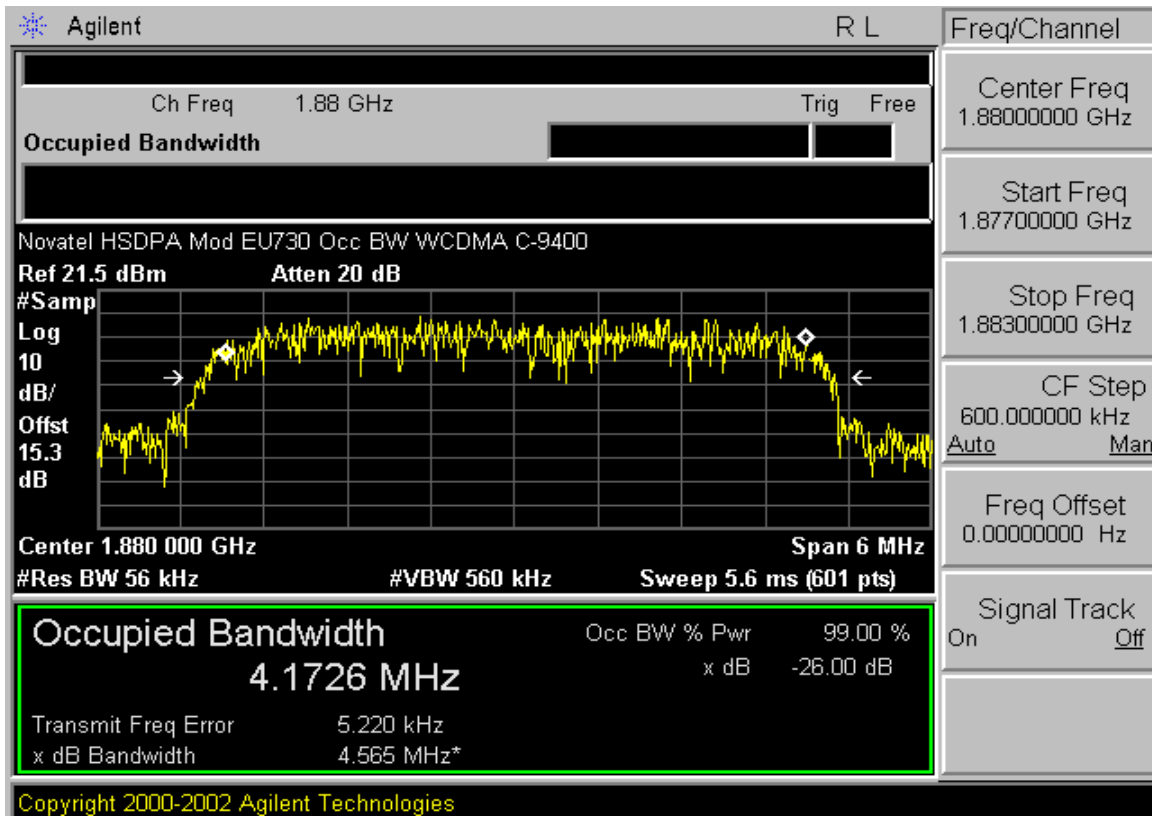 Agilent R L Freq/Channel
Ch Freq 1.88 GHz Trig Free
Occupied Bandwidth
Center Freq
1.88000000 GHz
Start Freq
1.87700000 GHz
Stop Freq
1.88300000 GHz
CF Step
600.000000 kHz
Auto Man
Freq Offset
0.00000000 Hz
Signal Track
On Off
Novatel HSDPA Mod EU730 Occ BW WCDMA C-9400
Ref 21.5 dBm Atten 20 dB
#Samp
Log
10
dB/
Offst
15.3
dB
Center 1.880 000 GHz Span 6 MHz
#Res BW 56 kHz #VBW 560 kHz Sweep 5.6 ms (601 pts)
Occupied Bandwidth Occ BW % Pwr 99.00 %
4.1726 MHz x dB -26.00 dB
Transmit Freq Error 5.220 kHz
x dB Bandwidth 4.565 MHz*
Copyright 2000-2002 Agilent Technologies